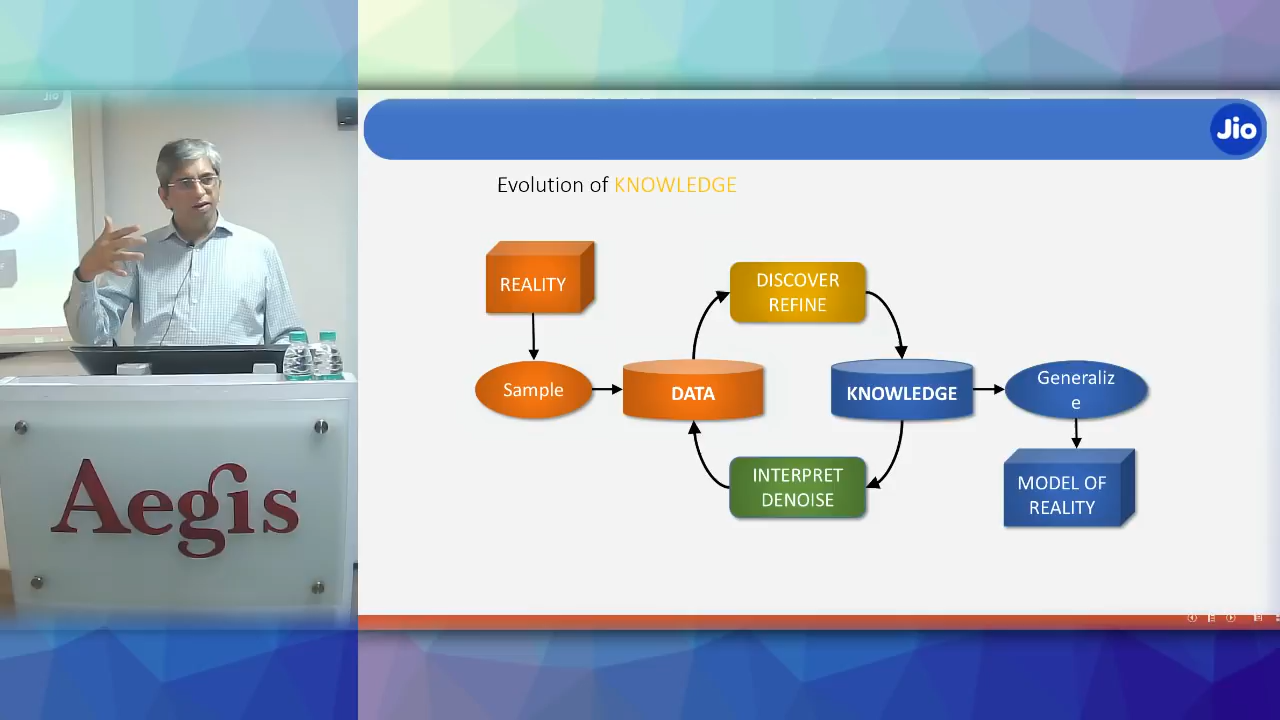 Jio
Evolution of KNOWLEDGE
REALITY
DISCOVER
REFINE
Sample
DATA
KNOWLEDGE
Generaliz
e
INTERPRET
DENOISE
MODEL OF
REALITY
Aegis